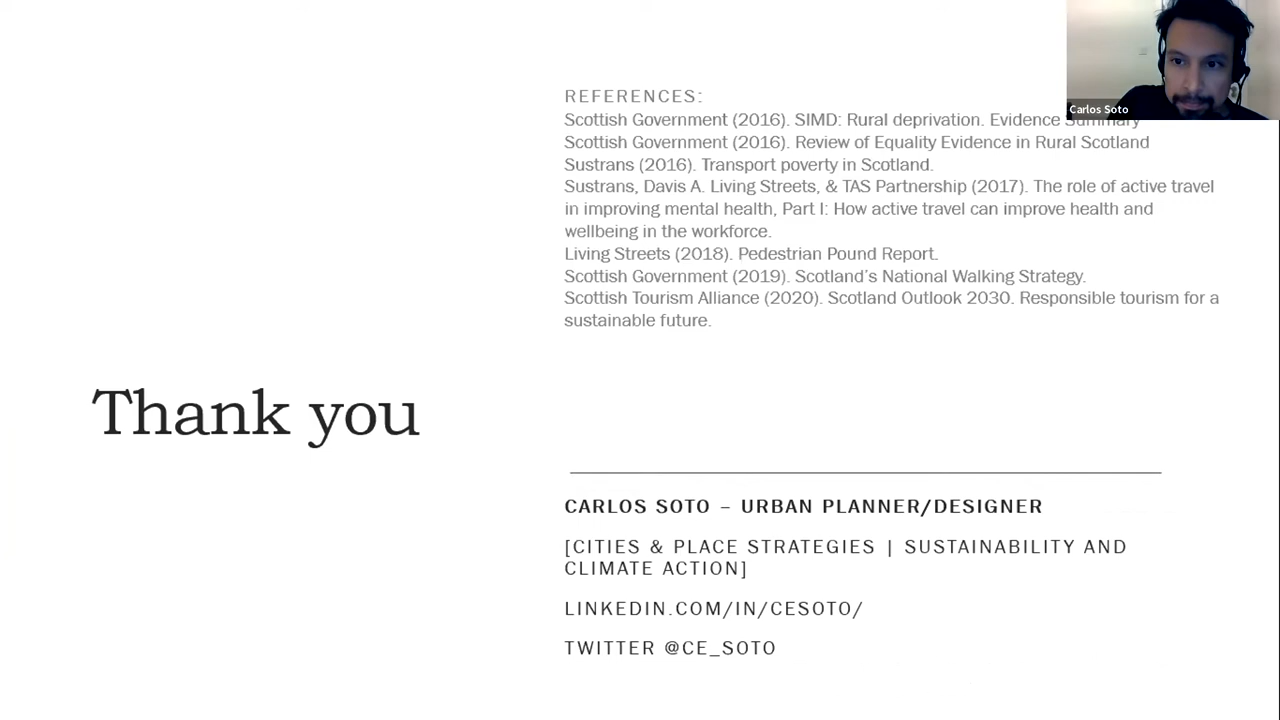 REFERENCES:
Scottish Government (2016). SIMD: Rural deprivation. Evidence Summary
Scottish Government (2016). Review of Equality Evidence in Rural Scotland
Sustrans (2016). Transport poverty in Scotland.
Sustrans, Davis A. Living Streets, & TAS Partnership (2017). The role of active travel
in improving mental health, Part I: How active travel can improve health and
wellbeing in the workforce.
Living Streets (2018). Pedestrian Pound Report.
Scottish Government (2019). Scotland's National Walking Strategy.
Scottish Tourism Alliance (2020). Scotland Outlook 2030. Responsible tourism for a
sustainable future.
Carlos Soto
Thank you
CARLOS SOTO – URBAN PLANNER/DESIGNER
[CITIES & PLACE STRATEGIES | SUSTAINABILITY AND
CLIMATE ACTION]
LINKEDIN.COM/IN/CESOTO/
TWITTER @CE_SOTO